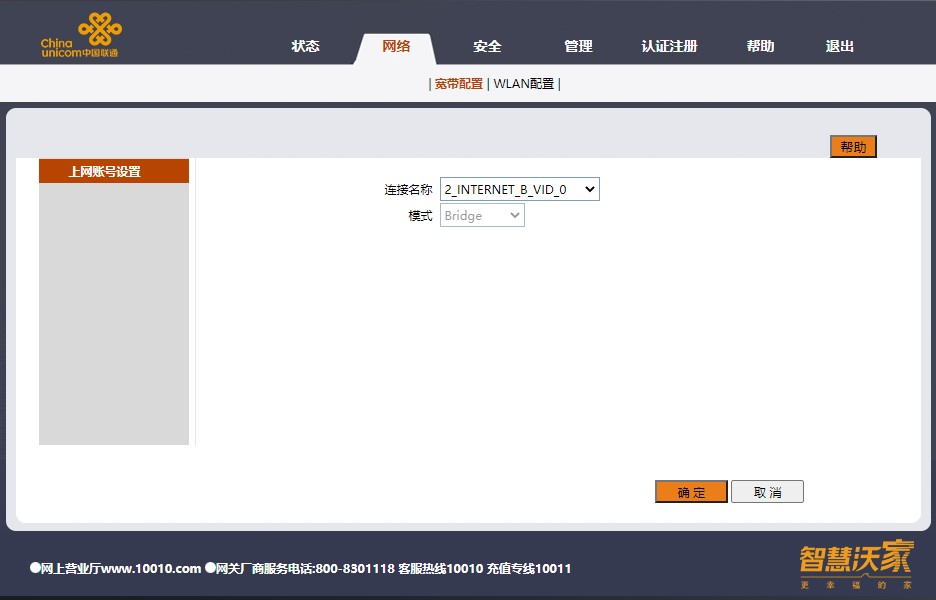 China
unicom中国联通
状态 网络 安全 管理 认证注册 帮助 退出
| 宽带配置 | WLAN配置 |
帮助
上网账号设置
连接名称 2_INTERNET_B_VID_0
模式 Bridge
确 定 取 消
●网上营业厅www.10010.com ●网关厂商服务电话:800-8301118 客服热线10010 充值专线10011
智慧沃家
更 幸 福 的 家